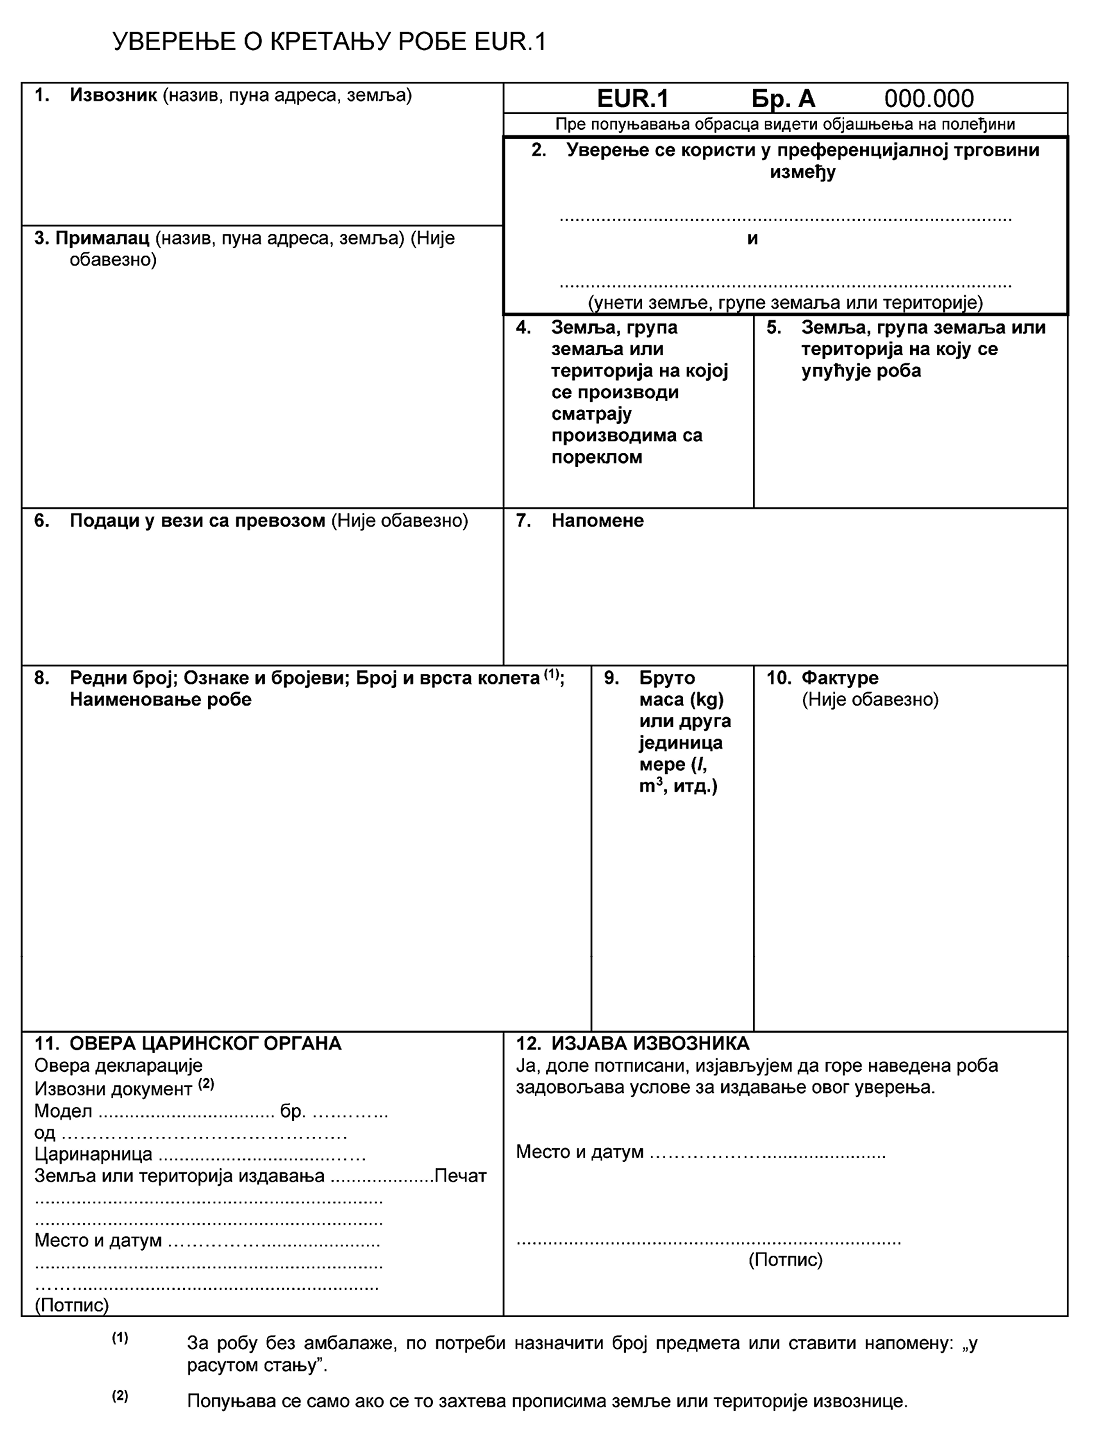 УВЕРЕЊЕ О КРЕТАЊУ РОБЕ EUR.1
1. Извозник (назив, пуна адреса, земља)
EUR.1 Бр. А 000.000
Пре попуњавања обрасца видети објашњења на полеђини
2. Уверење се користи у преференцијалној трговини
између
......................................................................................
и
......................................................................................
(унети земље, групе земаља или територије)
3. Прималац (назив, пуна адреса, земља) (Није
обавезно)
4. Земља, група
земаља или
територија на којој
се производи
сматрају
производима са
пореклом
5. Земља, група земаља или
територија на коју се
упућује роба
6. Подаци у вези са превозом (Није обавезно)
7. Напомене
8. Редни број; Ознаке и бројеви; Број и врста колета (1);
Наименовање робе
9. Бруто
маса (kg)
или друга
јединица
мере (l,
m³, итд.)
10. Фактуре
(Није обавезно)
11. ОВЕРА ЦАРИНСКОГ ОРГАНА
Овера декларације
Извозни документ (2)
Модел .................................. бр. …………..
од ……………………………………….
Царинарница ......................................……
Земља или територија издавања ....................Печат
...................................................................
...................................................................
Место и датум ……………........................
...................................................................
……...............................................................
(Потпис)
12. ИЗЈАВА ИЗВОЗНИКА
Ја, доле потписани, изјављујем да горе наведена роба
задовољава услове за издавање овог уверења.
Место и датум ………………........................
..........................................................................
(Потпис)
(1) За робу без амбалаже, по потреби назначити број предмета или ставити напомену: „у
расутом стању”.
(2) Попуњава се само ако се то захтева прописима земље или територије извознице.